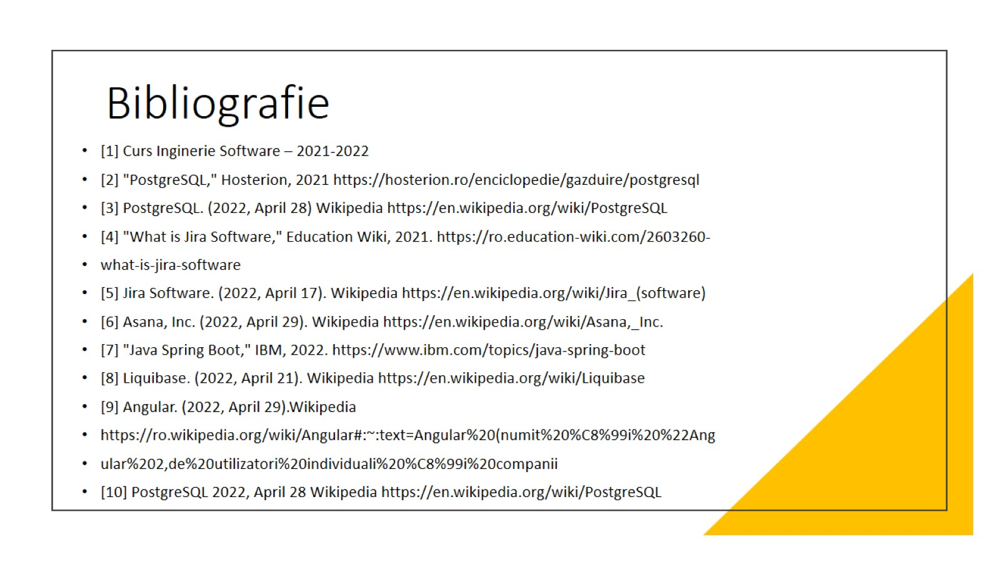 Bibliografie
• [1] Curs Inginerie Software – 2021-2022
• [2] "PostgreSQL," Hosterion, 2021 https://hosterion.ro/enciclopedie/gazduire/postgresql
• [3] PostgreSQL. (2022, April 28) Wikipedia https://en.wikipedia.org/wiki/PostgreSQL
• [4] "What is Jira Software," Education Wiki, 2021. https://ro.education-wiki.com/2603260-
• what-is-jira-software
• [5] Jira Software. (2022, April 17). Wikipedia https://en.wikipedia.org/wiki/Jira_(software)
• [6] Asana, Inc. (2022, April 29). Wikipedia https://en.wikipedia.org/wiki/Asana,_Inc.
• [7] "Java Spring Boot," IBM, 2022. https://www.ibm.com/topics/java-spring-boot
• [8] Liquibase. (2022, April 21). Wikipedia https://en.wikipedia.org/wiki/Liquibase
• [9] Angular. (2022, April 29).Wikipedia
• https://ro.wikipedia.org/wiki/Angular#:~:text=Angular%20(numit%20%C8%99i%20%22Ang
• ular%202,de%20utilizatori%20individuali%20%C8%99i%20companii
• [10] PostgreSQL 2022, April 28 Wikipedia https://en.wikipedia.org/wiki/PostgreSQL